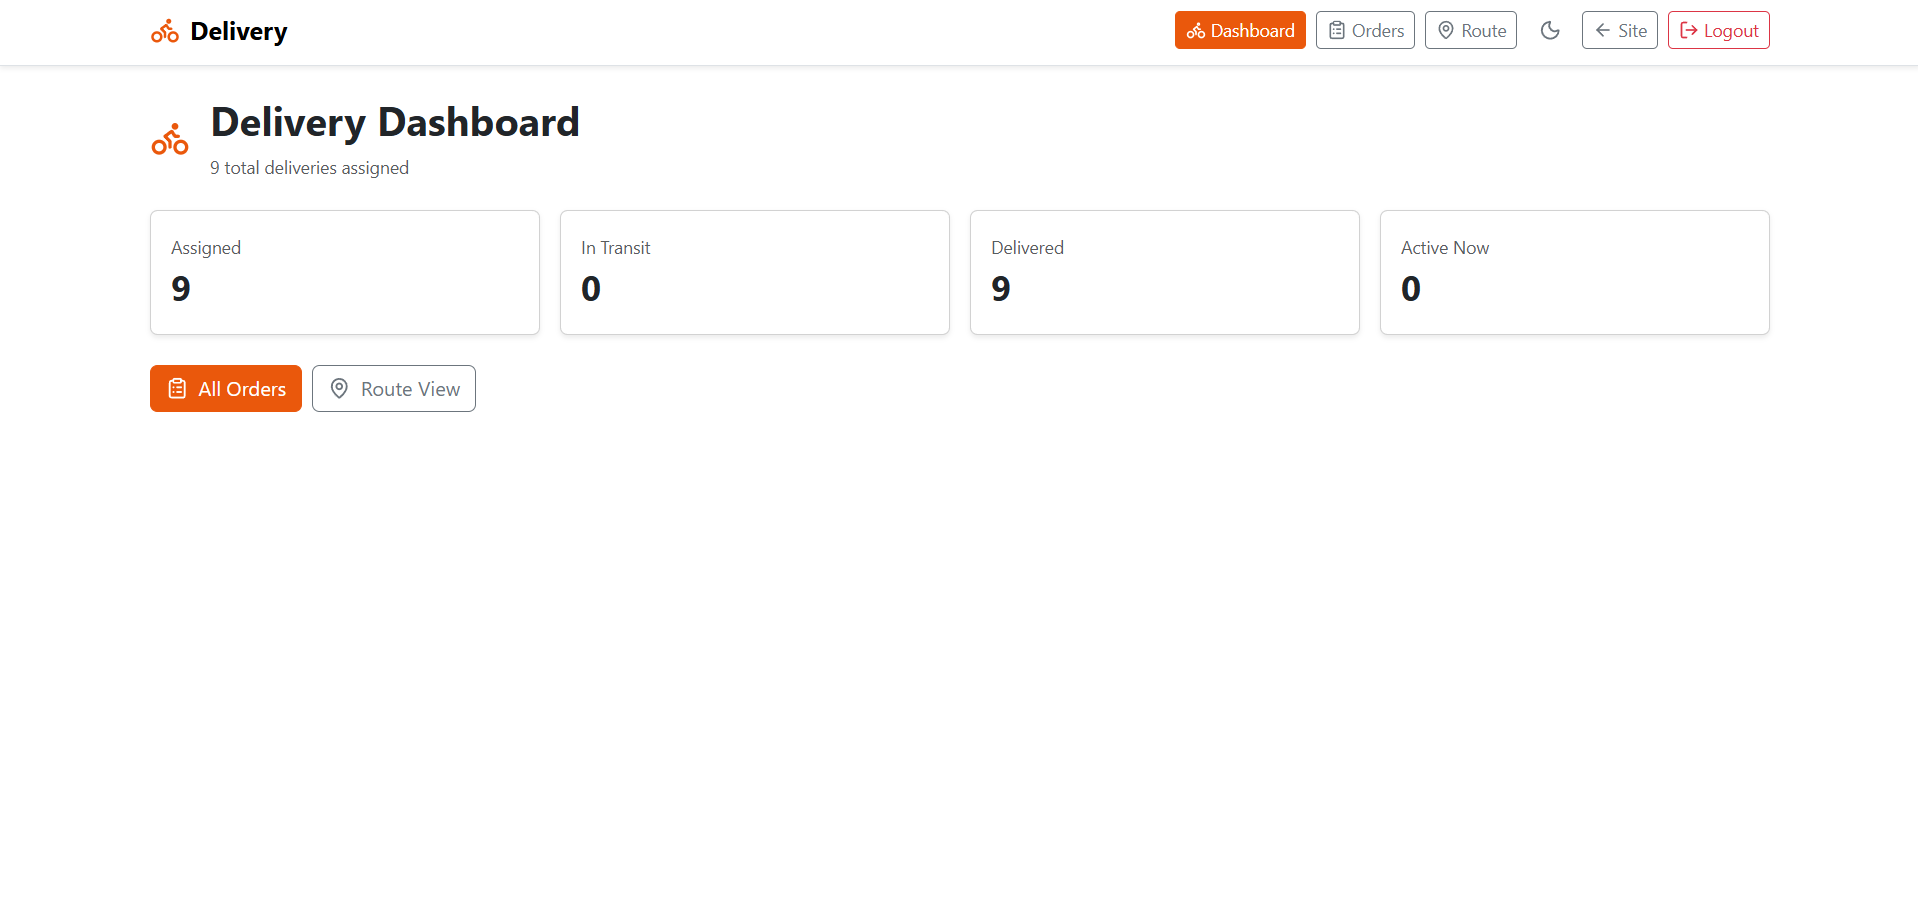 Delivery
Dashboard
Orders
Route
Site
Logout
Delivery Dashboard
9 total deliveries assigned
Assigned
9
In Transit
0
Delivered
9
Active Now
0
All Orders
Route View